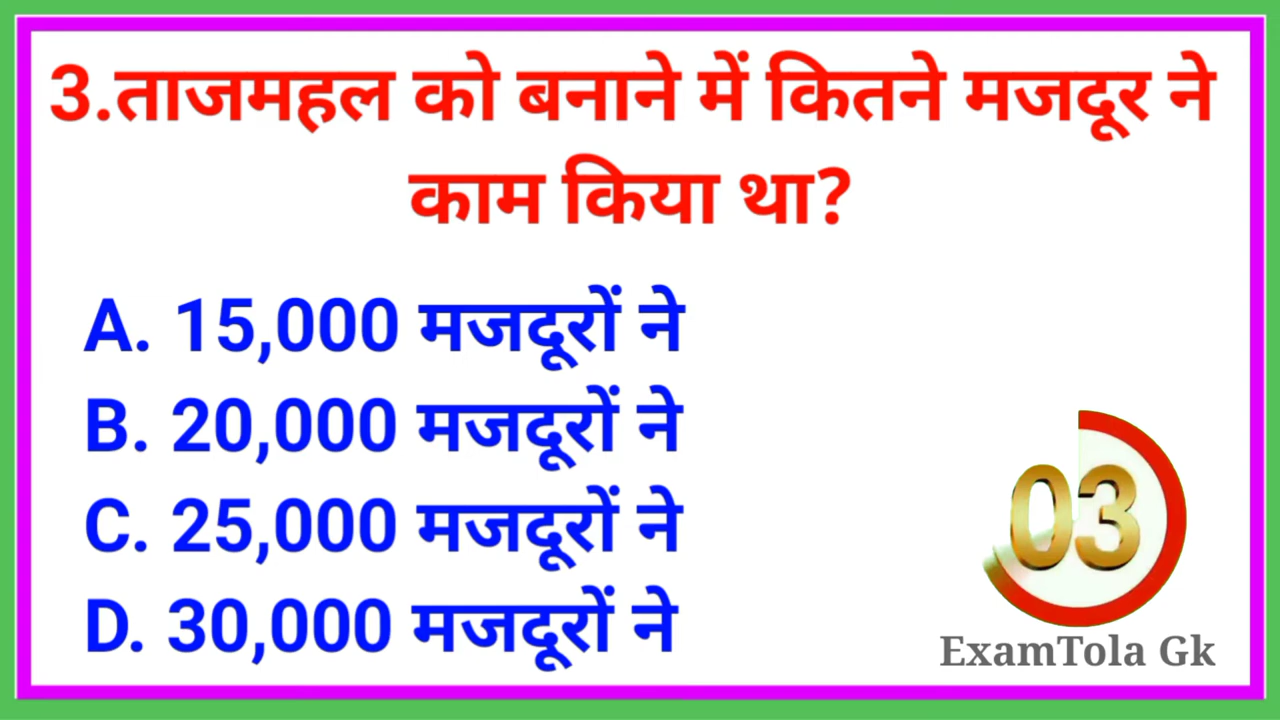 3.ताजमहल को बनाने में कितने मजदूर ने
काम किया था?
A. 15,000 मजदूरों ने
B. 20,000 मजदूरों ने
C. 25,000 मजदूरों ने
D. 30,000 मजदूरों ने
03
ExamTola Gk